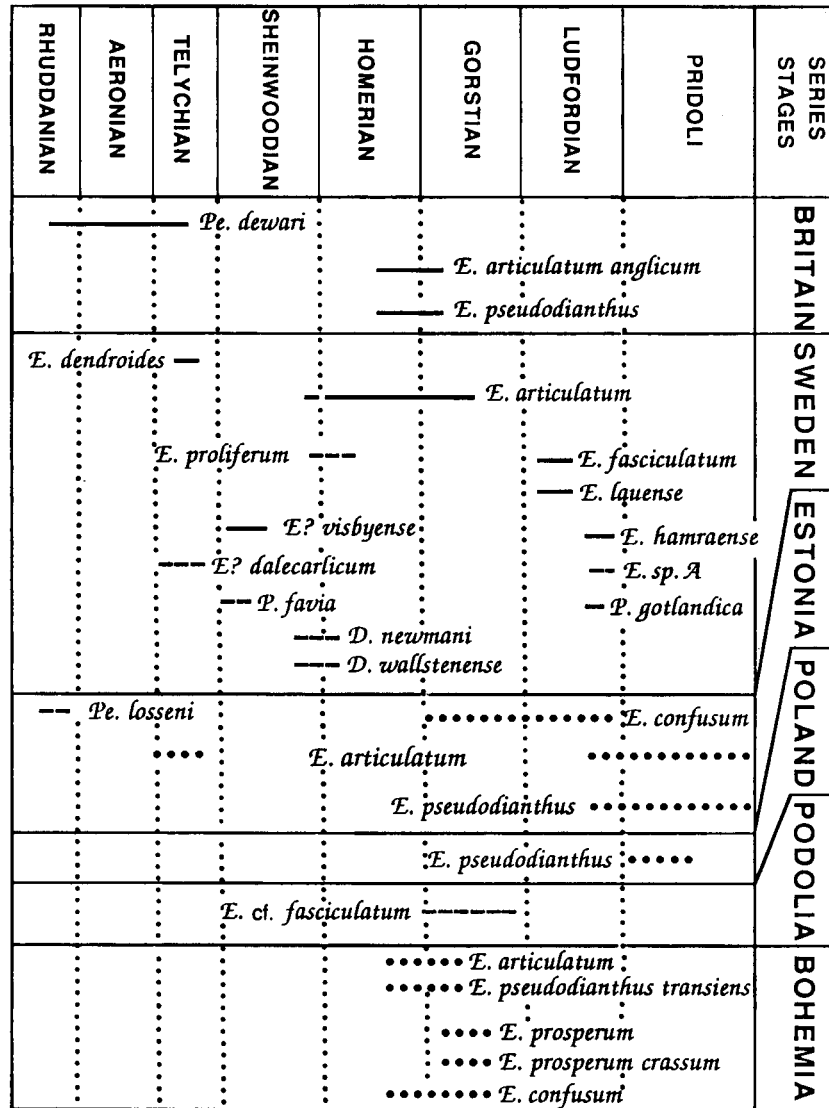 RHUDDANIAN
AERONIAN
TELYCHIAN
SHEINWOODIAN
HOMERIAN
GORSTIAN
LUDFORDIAN
PRIDOLI
SERIES
STAGES
BRITAIN
Pe. dewari
E. articulatum anglicum
E. pseudodianthus
SWEDEN
E. dendroides
E. articulatum
E. proliferum
E. fasciculatum
E. lauense
E? visbyense
E. hamraense
E? dalecarlicum
E. sp. A
P. favia
P. gotlandica
D. newmani
D. wallstenense
ESTONIA
Pe. losseni
E. confusum
E. articulatum
E. pseudodianthus
POLAND
E. pseudodianthus
PODOLIA
E. cf. fasciculatum
BOHEMIA
E. articulatum
E. pseudodianthus transiens
E. prosperum
E. prosperum crassum
E. confusum